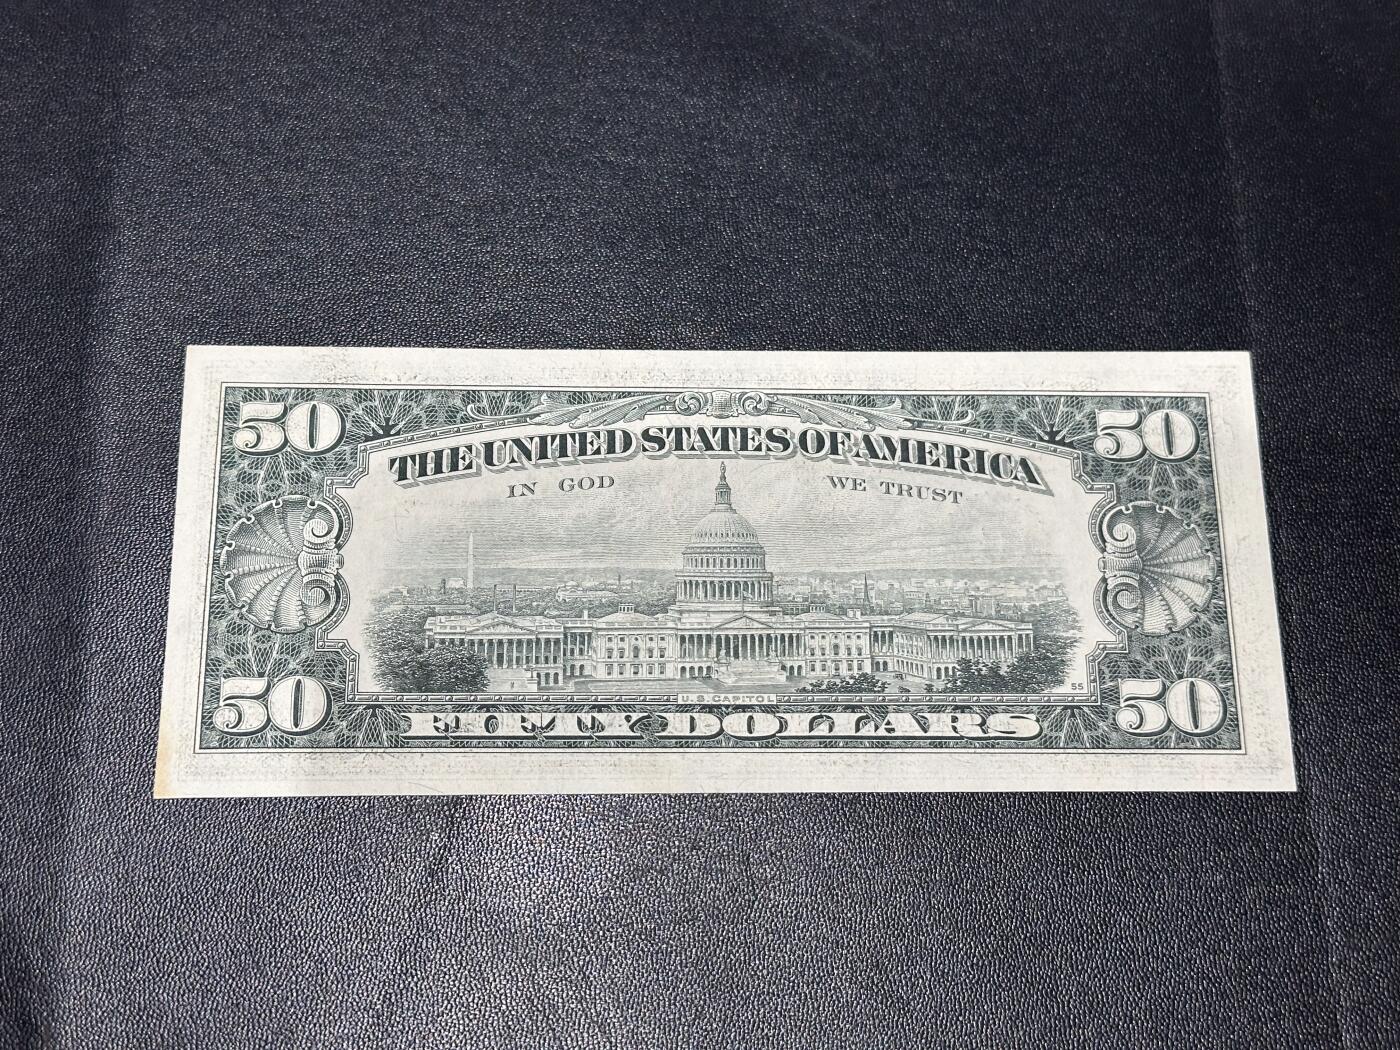 50 50
THE UNITED STATES OF AMERICA
IN GOD WE TRUST
55
U.S. CAPITOL
50 FIFTY DOLLARS 50